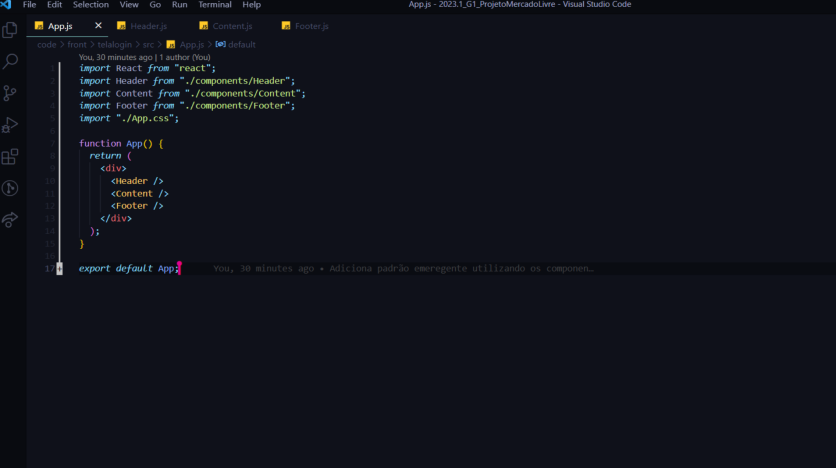 File Edit Selection View Go Run Terminal Help App.js - 2023.1_G1_ProjetoMercadoLivre - Visual Studio Code
JS App.js × JS Header.js JS Content.js JS Footer.js
code > front > telalogin > src > JS App.js > default
You, 30 minutes ago | 1 author (You)
1 import React from "react";
2 import Header from "./components/Header";
3 import Content from "./components/Content";
4 import Footer from "./components/Footer";
5 import "./App.css";
6
7 function App() {
8 return (
9 <div>
10 <Header />
11 <Content />
12 <Footer />
13 </div>
14 );
15 }
16
17 export default App; You, 30 minutes ago • Adiciona padrão emeregente utilizando os componen…